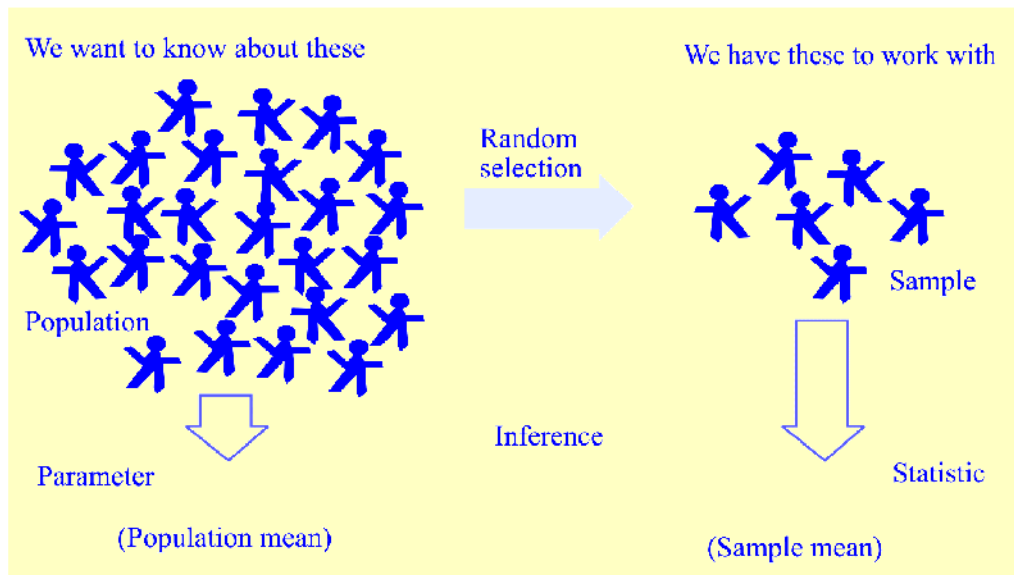 We want to know about these
We have these to work with
Random
selection
Sample
Population
Inference
Parameter
Statistic
(Population mean)
(Sample mean)